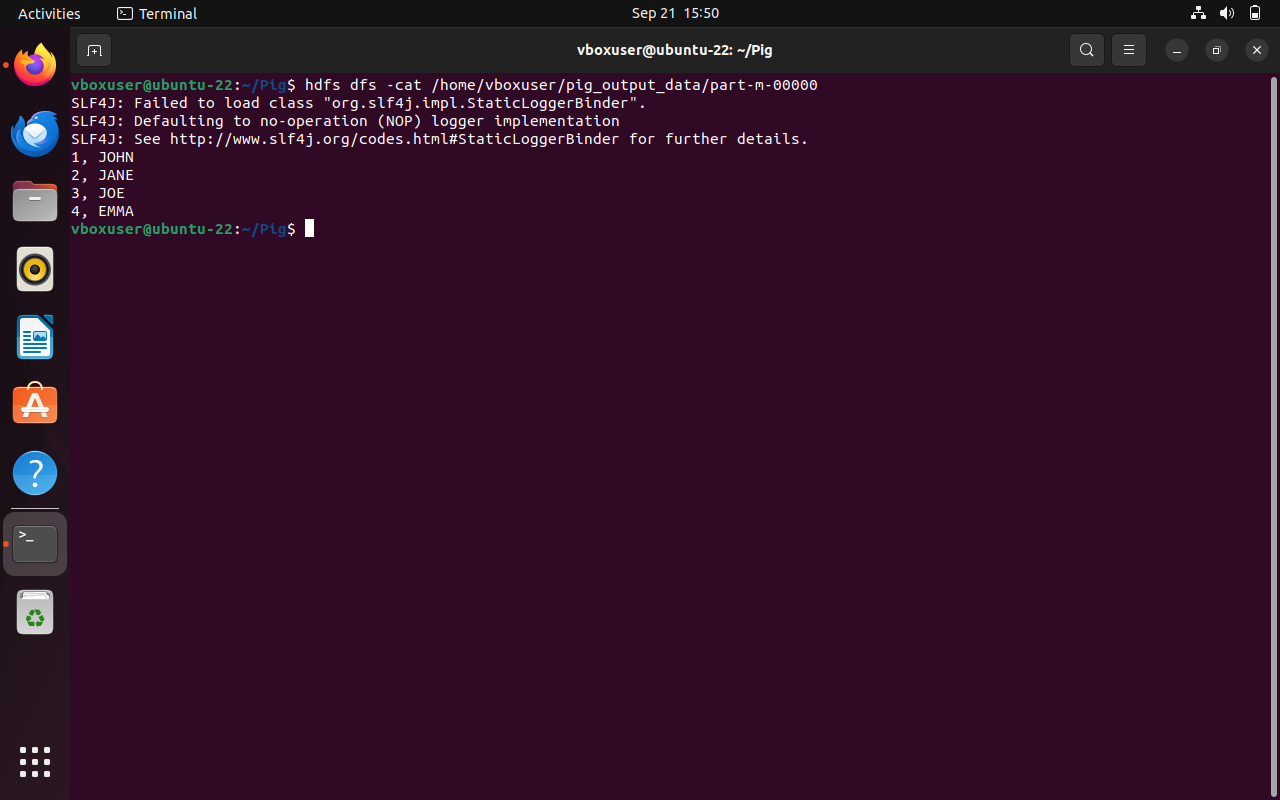 Activities
Terminal
Sep 21 15:50
vboxuser@ubuntu-22: ~/Pig
vboxuser@ubuntu-22:~/Pig$ hdfs dfs -cat /home/vboxuser/pig_output_data/part-m-00000
SLF4J: Failed to load class "org.slf4j.impl.StaticLoggerBinder".
SLF4J: Defaulting to no-operation (NOP) logger implementation
SLF4J: See http://www.slf4j.org/codes.html#StaticLoggerBinder for further details.
1, JOHN
2, JANE
3, JOE
4, EMMA
vboxuser@ubuntu-22:~/Pig$